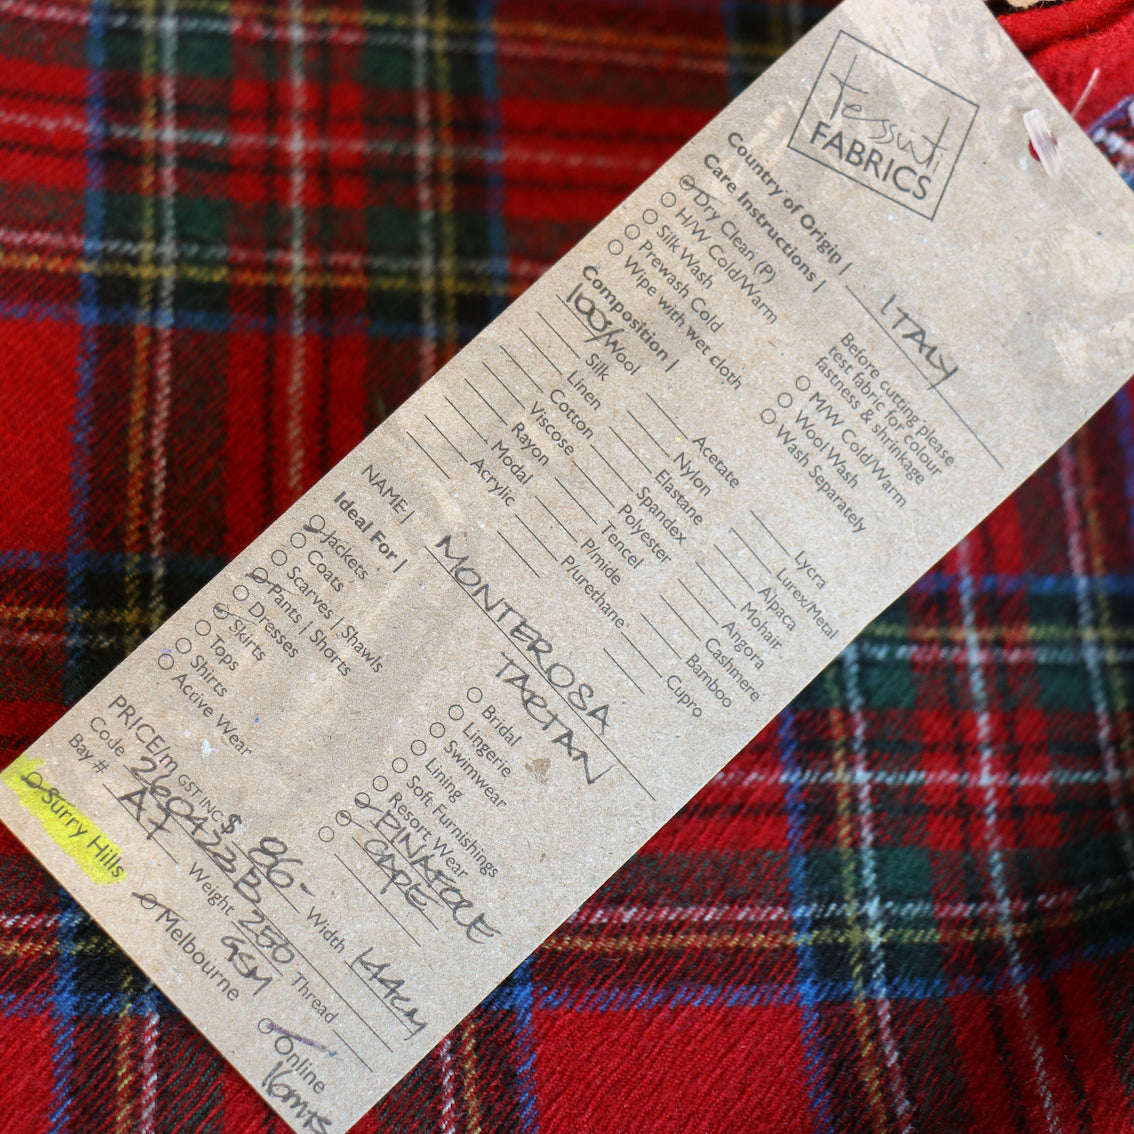 Tessuti
FABRICS
Country of Origin | ITALY
Care Instructions |
Dry Clean (P)
H/W Cold/Warm
Silk Wash
Prewash Cold
Wipe with wet cloth
Before cutting please
test fabric for colour
fastness & shrinkage
M/W Cold/Warm
Wool Wash
Wash Separately
Composition |
100% Wool
Silk
Linen
Cotton
Viscose
Rayon
Modal
Acrylic
Acetate
Nylon
Elastane
Spandex
Polyester
Tencel
P/mide
P/urethane
Lycra
Lurex/Metal
Alpaca
Mohair
Angora
Cashmere
Bamboo
Cupro
NAME | MONTEROSA
TARTAN
Ideal For |
Jackets
Coats
Scarves | Shawls
Pants | Shorts
Dresses
Skirts
Tops
Shirts
Active Wear
Bridal
Lingerie
Swimwear
Lining
Soft Furnishings
Resort Wear
PINAFORE
CAPE
PRICE/m GST INC $ 86- Width 144cm
Code 260433B Weight 250 GSM Thread
Bay # A7
Surry Hills
Melbourne
Online
16mts